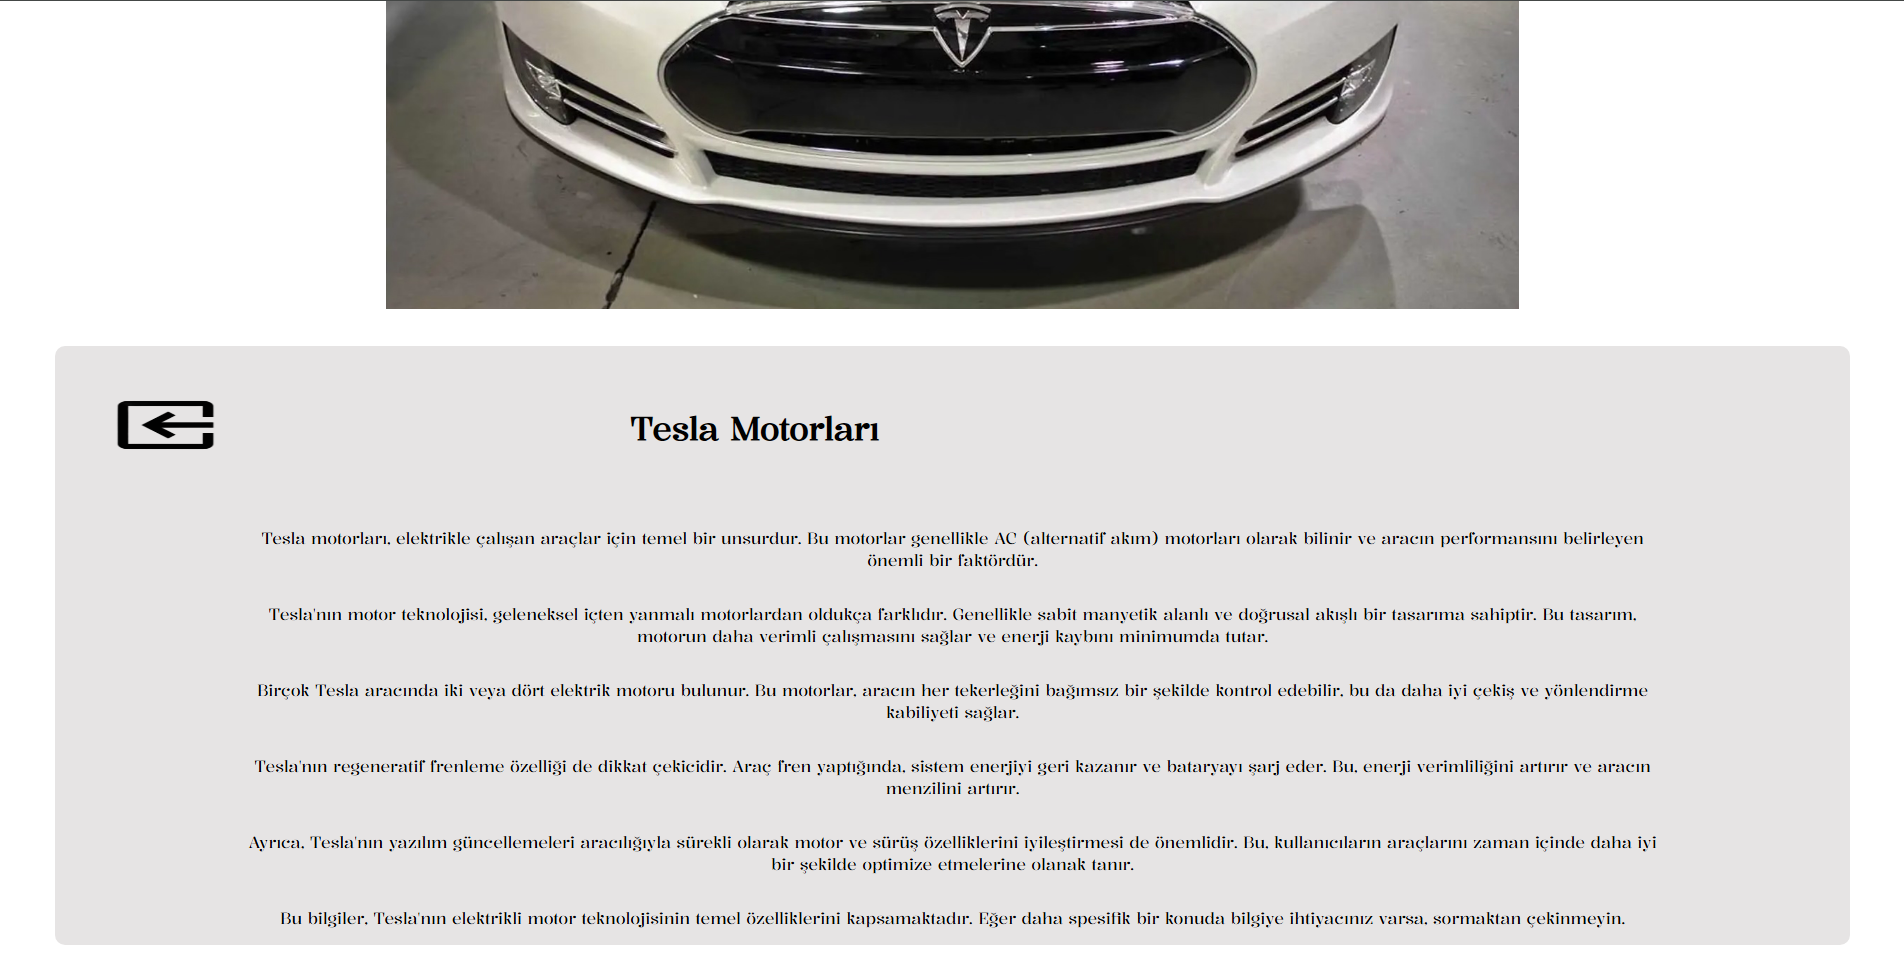 Tesla Motorları
Tesla motorları, elektrikle çalışan araçlar için temel bir unsurdur. Bu motorlar genellikle AC (alternatif akım) motorları olarak bilinir ve aracın performansını belirleyen
önemli bir faktördür.
Tesla'nın motor teknolojisi, geleneksel içten yanmalı motorlardan oldukça farklıdır. Genellikle sabit manyetik alanlı ve doğrusal akışlı bir tasarıma sahiptir. Bu tasarım,
motorun daha verimli çalışmasını sağlar ve enerji kaybını minimumda tutar.
Birçok Tesla aracında iki veya dört elektrik motoru bulunur. Bu motorlar, aracın her tekerleğini bağımsız bir şekilde kontrol edebilir, bu da daha iyi çekiş ve yönlendirme
kabiliyeti sağlar.
Tesla'nın regeneratif frenleme özelliği de dikkat çekicidir. Araç fren yaptığında, sistem enerjiyi geri kazanır ve bataryayı şarj eder. Bu, enerji verimliliğini artırır ve aracın
menzilini artırır.
Ayrıca, Tesla'nın yazılım güncellemeleri aracılığıyla sürekli olarak motor ve sürüş özelliklerini iyileştirmesi de önemlidir. Bu, kullanıcıların araçlarını zaman içinde daha iyi
bir şekilde optimize etmelerine olanak tanır.
Bu bilgiler, Tesla'nın elektrikli motor teknolojisinin temel özelliklerini kapsamaktadır. Eğer daha spesifik bir konuda bilgiye ihtiyacınız varsa, sormaktan çekinmeyin.